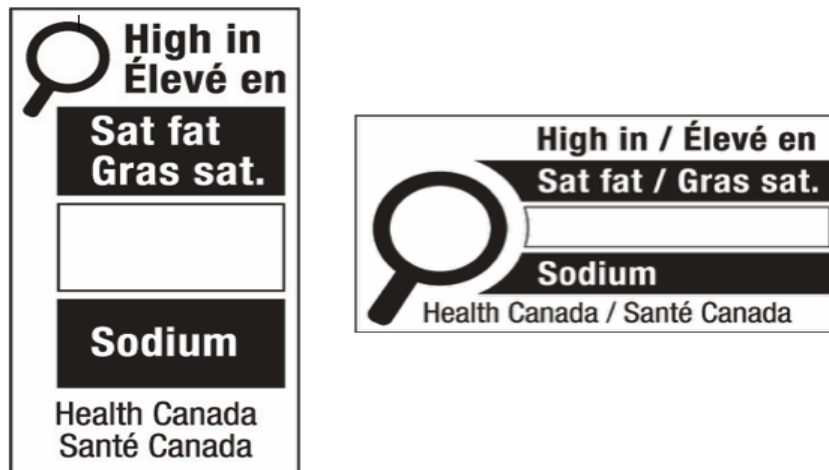 High in
Élevé en
Sat fat
Gras sat.
Sodium
Health Canada
Santé Canada
High in / Élevé en
Sat fat / Gras sat.
Sodium
Health Canada / Santé Canada